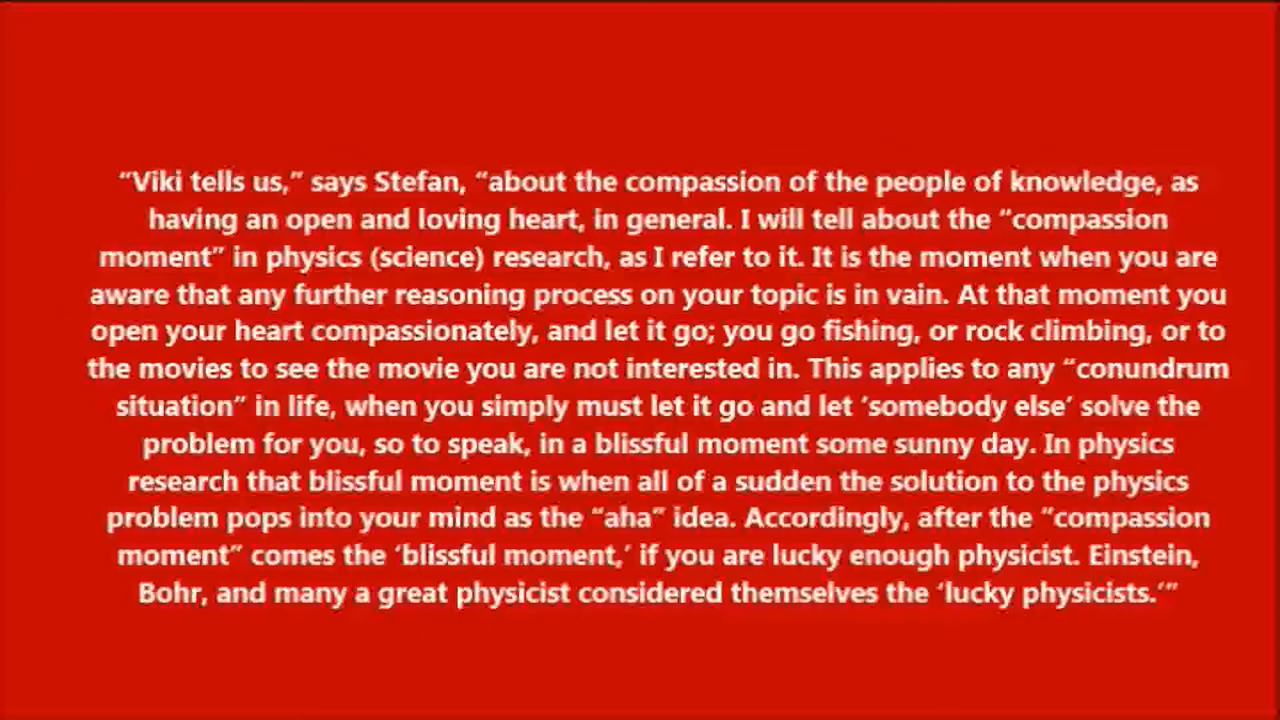 “Viki tells us,” says Stefan, “about the compassion of the people of knowledge, as
having an open and loving heart, in general. I will tell about the “compassion
moment” in physics (science) research, as I refer to it. It is the moment when you are
aware that any further reasoning process on your topic is in vain. At that moment you
open your heart compassionately, and let it go; you go fishing, or rock climbing, or to
the movies to see the movie you are not interested in. This applies to any “conundrum
situation” in life, when you simply must let it go and let ‘somebody else’ solve the
problem for you, so to speak, in a blissful moment some sunny day. In physics
research that blissful moment is when all of a sudden the solution to the physics
problem pops into your mind as the “aha” idea. Accordingly, after the “compassion
moment” comes the ‘blissful moment,’ if you are lucky enough physicist. Einstein,
Bohr, and many a great physicist considered themselves the ‘lucky physicists.’”